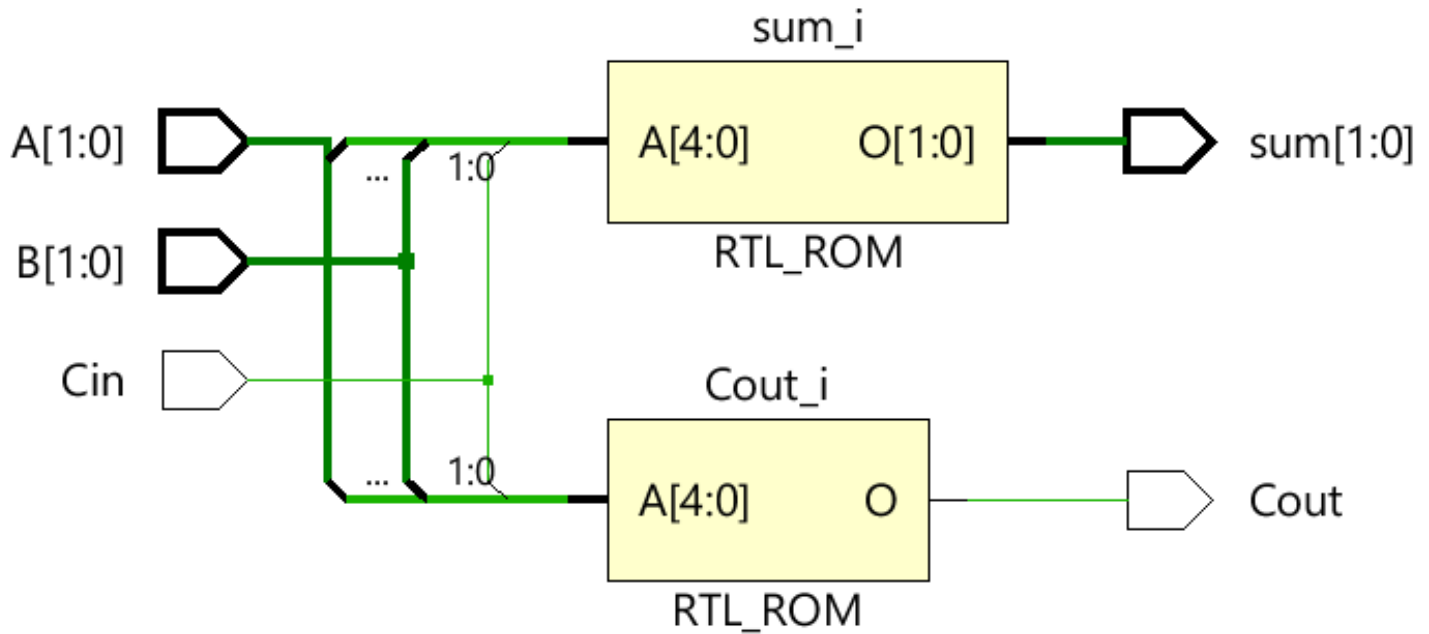 sum_i
A[1:0]
... 1:0
A[4:0] O[1:0]
sum[1:0]
B[1:0]
RTL_ROM
Cin
Cout_i
... 1:0
A[4:0] O
Cout
RTL_ROM